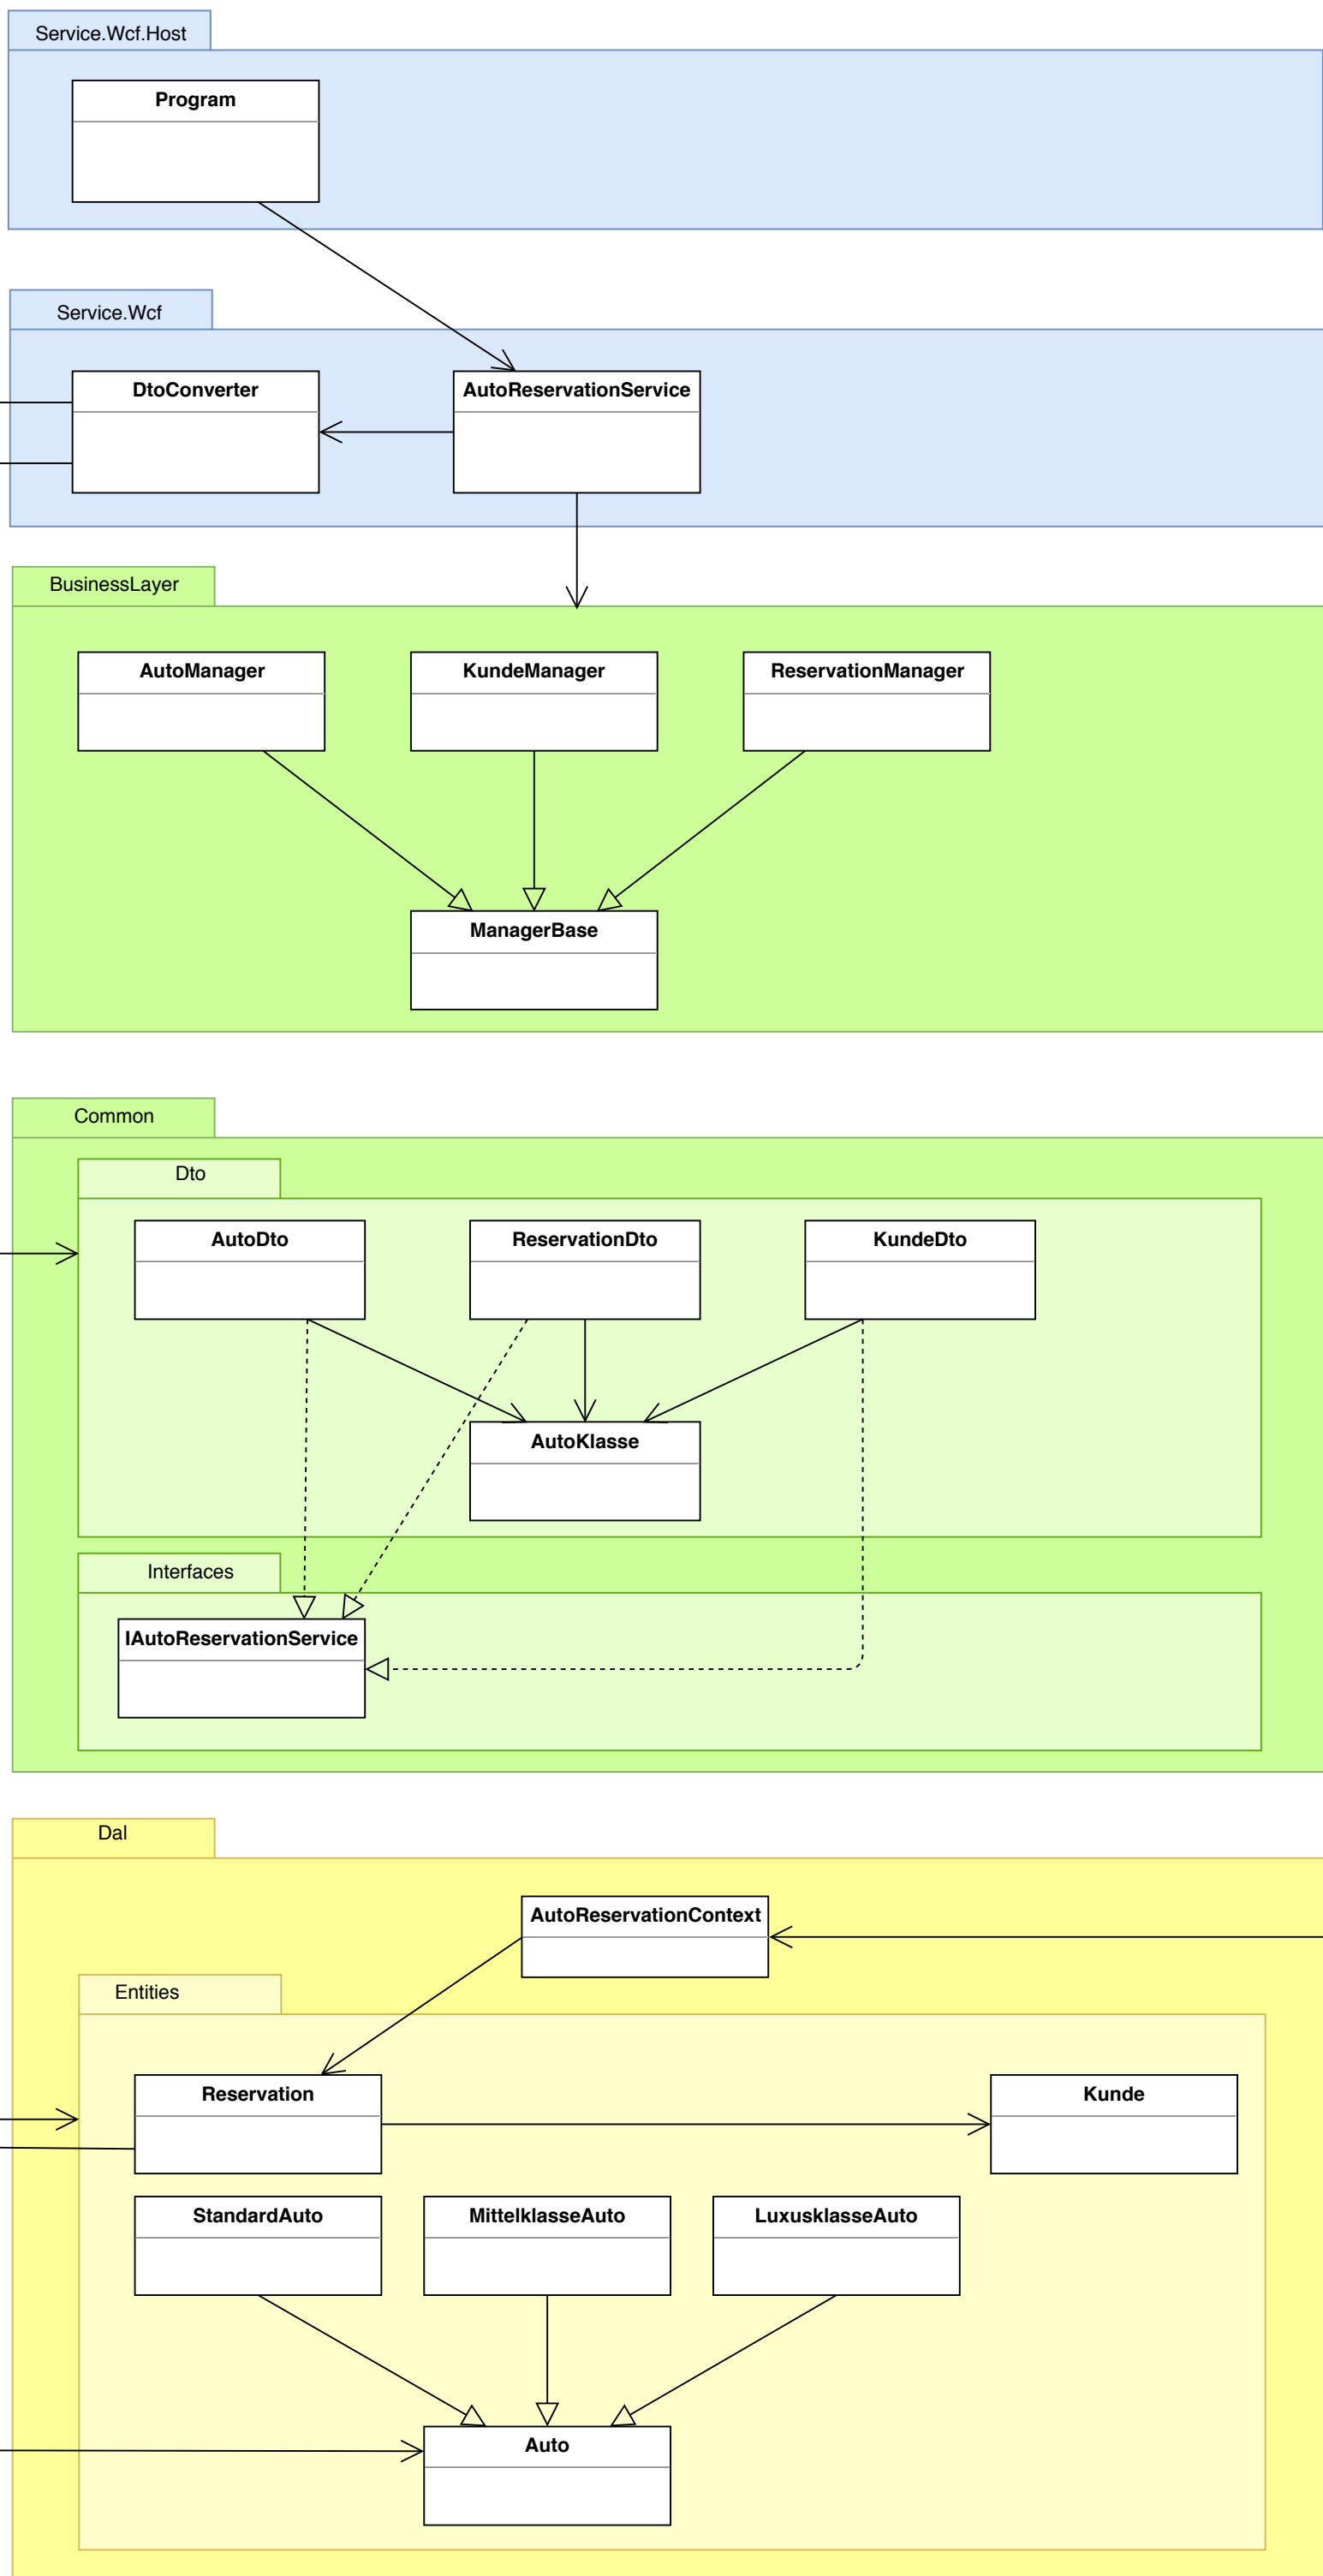 Service.Wcf.Host
Program
Service.Wcf
DtoConverter
AutoReservationService
BusinessLayer
AutoManager
KundeManager
ReservationManager
ManagerBase
Common
Dto
AutoDto
ReservationDto
KundeDto
AutoKlasse
Interfaces
IAutoReservationService
Dal
AutoReservationContext
Entities
Reservation
Kunde
StandardAuto
MittelklasseAuto
LuxusklasseAuto
Auto